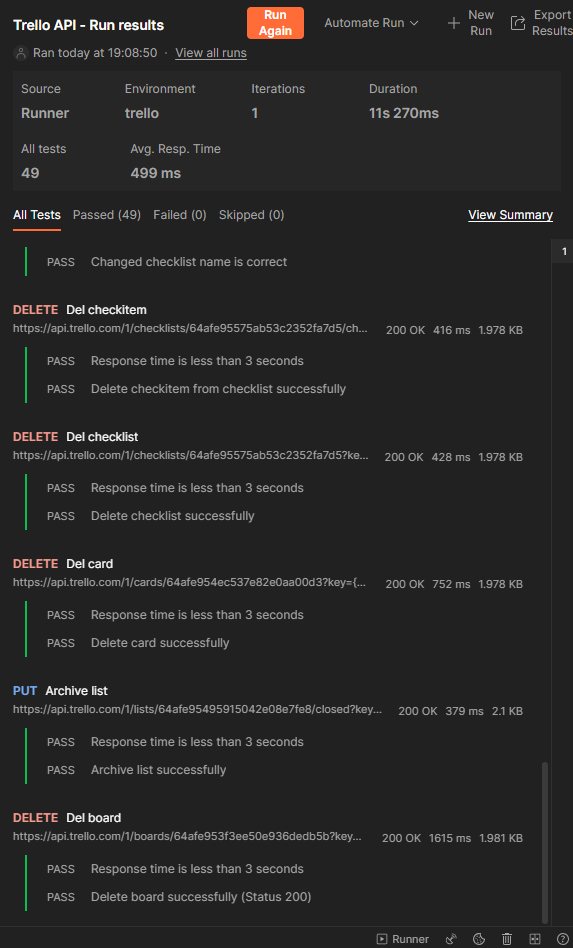 Trello API - Run results
Run Again
Automate Run
New Run
Export Results
Ran today at 19:08:50 · View all runs
Source Environment Iterations Duration
Runner trello 1 11s 270ms
All tests Avg. Resp. Time
49 499 ms
All Tests Passed (49) Failed (0) Skipped (0) View Summary
1
PASS Changed checklist name is correct
DELETE Del checkitem
https://api.trello.com/1/checklists/64afe95575ab53c2352fa7d5/ch... 200 OK 416 ms 1.978 KB
PASS Response time is less than 3 seconds
PASS Delete checkitem from checklist successfully
DELETE Del checklist
https://api.trello.com/1/checklists/64afe95575ab53c2352fa7d5?ke... 200 OK 428 ms 1.978 KB
PASS Response time is less than 3 seconds
PASS Delete checklist successfully
DELETE Del card
https://api.trello.com/1/cards/64afe954ec537e82e0aa00d3?key={... 200 OK 752 ms 1.978 KB
PASS Response time is less than 3 seconds
PASS Delete card successfully
PUT Archive list
https://api.trello.com/1/lists/64afe95495915042e08e7fe8/closed?key... 200 OK 379 ms 2.1 KB
PASS Response time is less than 3 seconds
PASS Archive list successfully
DELETE Del board
https://api.trello.com/1/boards/64afe953f3ee50e936dedb5b?key... 200 OK 1615 ms 1.981 KB
PASS Response time is less than 3 seconds
PASS Delete board successfully (Status 200)
Runner